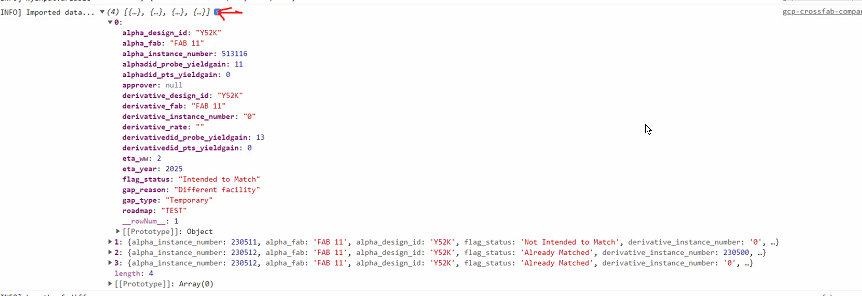 INFO] Imported data... ▼ (4) [{…}, {…}, {…}, {…}] i
gcp-crossfab-compa
▼ 0:
alpha_design_id: "Y52K"
alpha_fab: "FAB 11"
alpha_instance_number: 513116
alphadid_probe_yieldgain: 11
alphadid_pts_yieldgain: 0
approver: null
derivative_design_id: "Y52K"
derivative_fab: "FAB 11"
derivative_instance_number: "0"
derivative_rate: ""
derivativedid_probe_yieldgain: 13
derivativedid_pts_yieldgain: 0
eta_ww: 2
eta_year: 2025
flag_status: "Intended to Match"
gap_reason: "Different facility"
gap_type: "Temporary"
roadmap: "TEST"
__rowNum__: 1
▶ [[Prototype]]: Object
▶ 1: {alpha_instance_number: 230511, alpha_fab: 'FAB 11', alpha_design_id: 'Y52K', flag_status: 'Not Intended to Match', derivative_instance_number: '0', …}
▶ 2: {alpha_instance_number: 230512, alpha_fab: 'FAB 11', alpha_design_id: 'Y52K', flag_status: 'Already Matched', derivative_instance_number: 230500, …}
▶ 3: {alpha_instance_number: 230512, alpha_fab: 'FAB 11', alpha_design_id: 'Y52K', flag_status: 'Already Matched', derivative_instance_number: '0', …}
length: 4
▶ [[Prototype]]: Array(0)